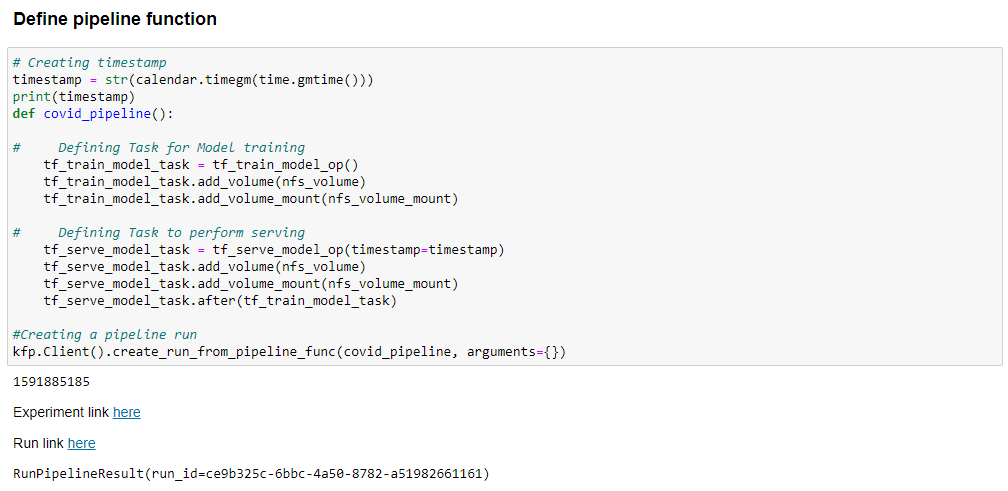 Define pipeline function
# Creating timestamp
timestamp = str(calendar.timegm(time.gmtime()))
print(timestamp)
def covid_pipeline():
#     Defining Task for Model training
    tf_train_model_task = tf_train_model_op()
    tf_train_model_task.add_volume(nfs_volume)
    tf_train_model_task.add_volume_mount(nfs_volume_mount)
#     Defining Task to perform serving
    tf_serve_model_task = tf_serve_model_op(timestamp=timestamp)
    tf_serve_model_task.add_volume(nfs_volume)
    tf_serve_model_task.add_volume_mount(nfs_volume_mount)
    tf_serve_model_task.after(tf_train_model_task)
#Creating a pipeline run
kfp.Client().create_run_from_pipeline_func(covid_pipeline, arguments={})
1591885185
Experiment link here
Run link here
RunPipelineResult(run_id=ce9b325c-6bbc-4a50-8782-a51982661161)